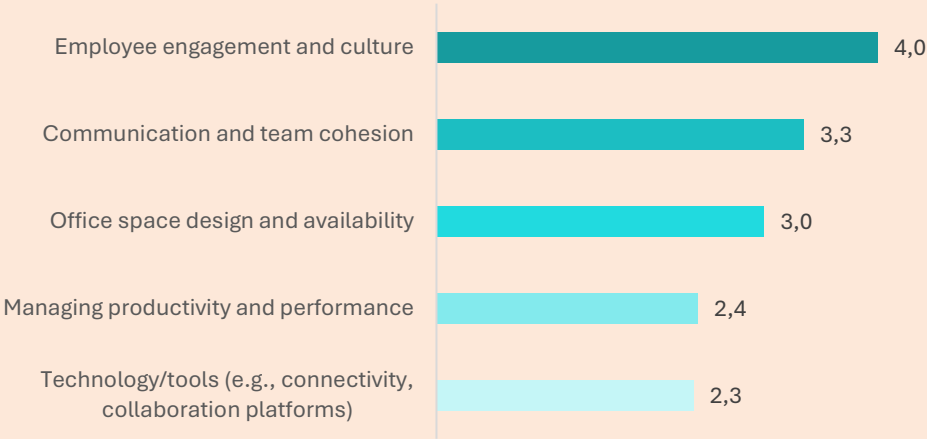 Employee engagement and culture
4,0
Communication and team cohesion
3,3
Office space design and availability
3,0
Managing productivity and performance
2,4
Technology/tools (e.g., connectivity,
collaboration platforms)
2,3